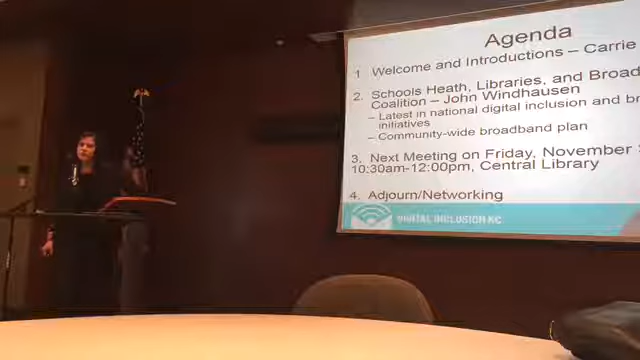 Agenda
1 Welcome and Introductions – Carrie
2. Schools Heath, Libraries, and Broad
Coalition – John Windhausen
– Latest in national digital inclusion and br
initiatives
– Community-wide broadband plan
3. Next Meeting on Friday, November
10:30am-12:00pm, Central Library
4. Adjourn/Networking
DIGITAL INCLUSION KC